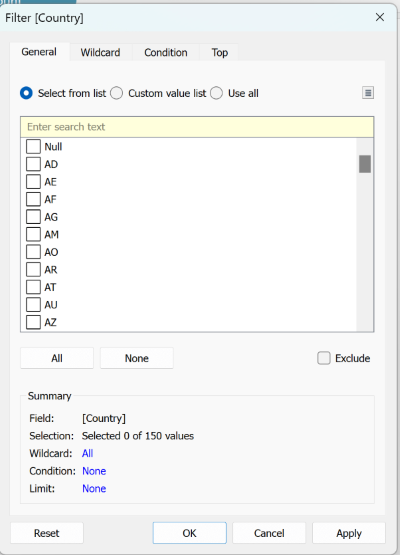 Filter [Country]
General Wildcard Condition Top
Select from list Custom value list Use all
Enter search text
Null
AD
AE
AF
AG
AM
AO
AR
AT
AU
AZ
All None Exclude
Summary
Field: [Country]
Selection: Selected 0 of 150 values
Wildcard: All
Condition: None
Limit: None
Reset OK Cancel Apply